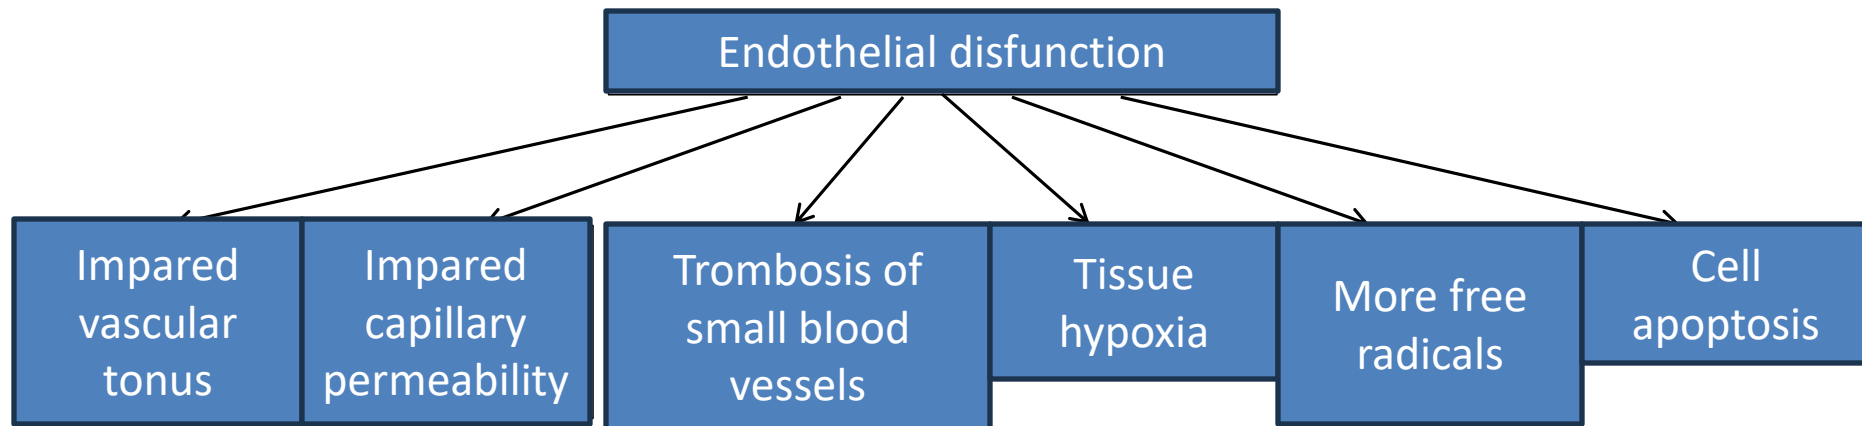 Endothelial disfunction
Impared
vascular
tonus
Impared
capillary
permeability
Trombosis of
small blood
vessels
Tissue
hypoxia
More free
radicals
Cell
apoptosis